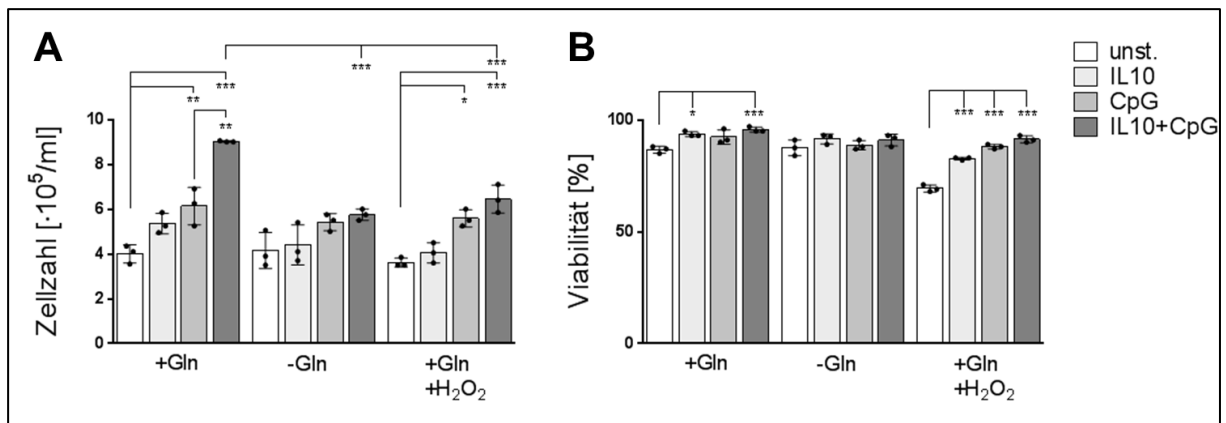 A
***
***
***
***
***
**
*
**
Zellzahl [·10⁵/ml]
10
8
6
4
2
0
+Gln
-Gln
+Gln
+H₂O₂
B
unst.
IL10
CpG
IL10+CpG
*
***
***
***
***
Viabilität [%]
100
50
0
+Gln
-Gln
+Gln
+H₂O₂